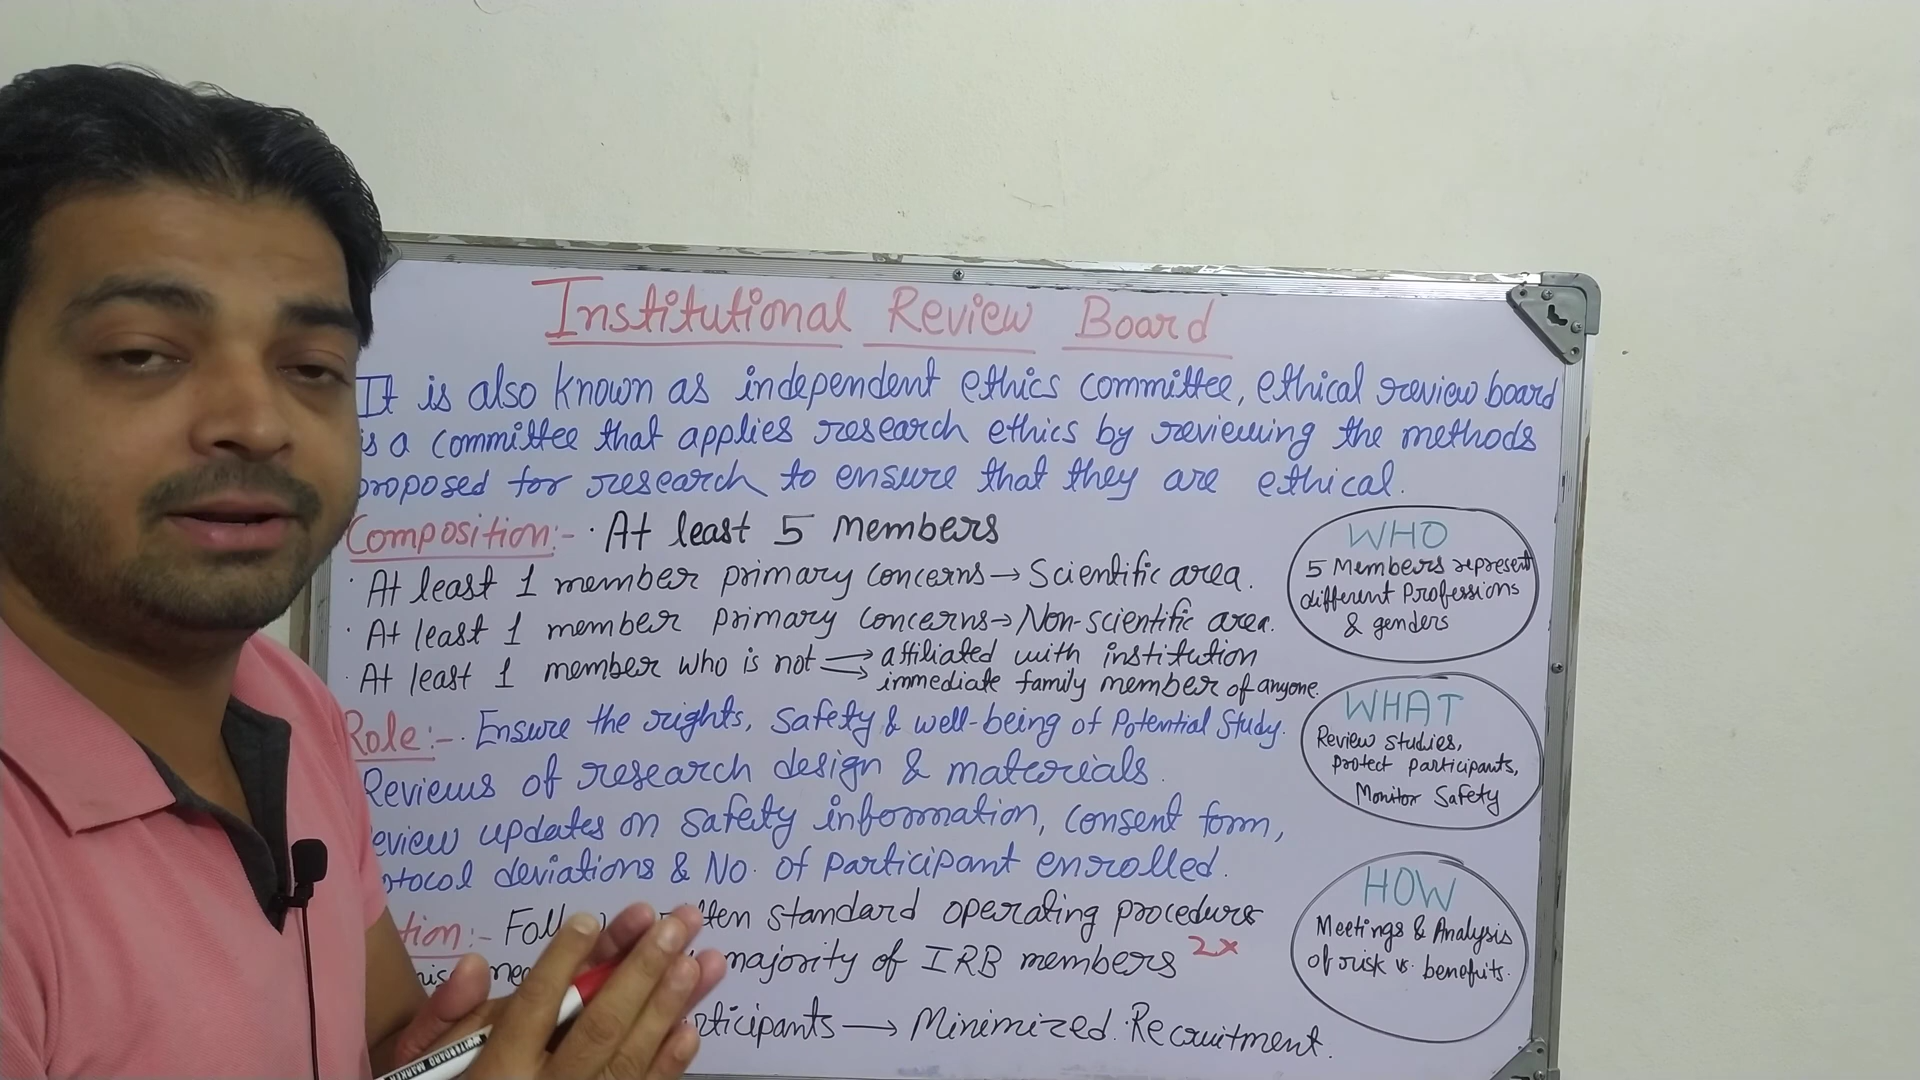 Institutional Review Board
It is also known as independent ethics committee, ethical review board
is a committee that applies research ethics by reviewing the methods
proposed for research to ensure that they are ethical.
Composition:- · At least 5 Members
· At least 1 member primary concerns → Scientific area.
· At least 1 member primary concerns → Non-scientific area.
· At least 1 member who is not → affiliated with institution
→ immediate family member of anyone.
Role:- · Ensure the rights, safety & well-being of Potential Study.
Reviews of research design & materials.
eview updates on safety information, consent form,
otocol deviations & No. of participant enrolled.
tion:- Foll tten standard operating procedures
majority of IRB members 2x
rticipants → Minimized. Recruitment.
WHO
5 Members represent
different Professions
& genders
WHAT
Review studies,
protect participants,
Monitor Safety
HOW
Meetings & Analysis
of risk vs. benefits.
WHITEBOARD MARKER